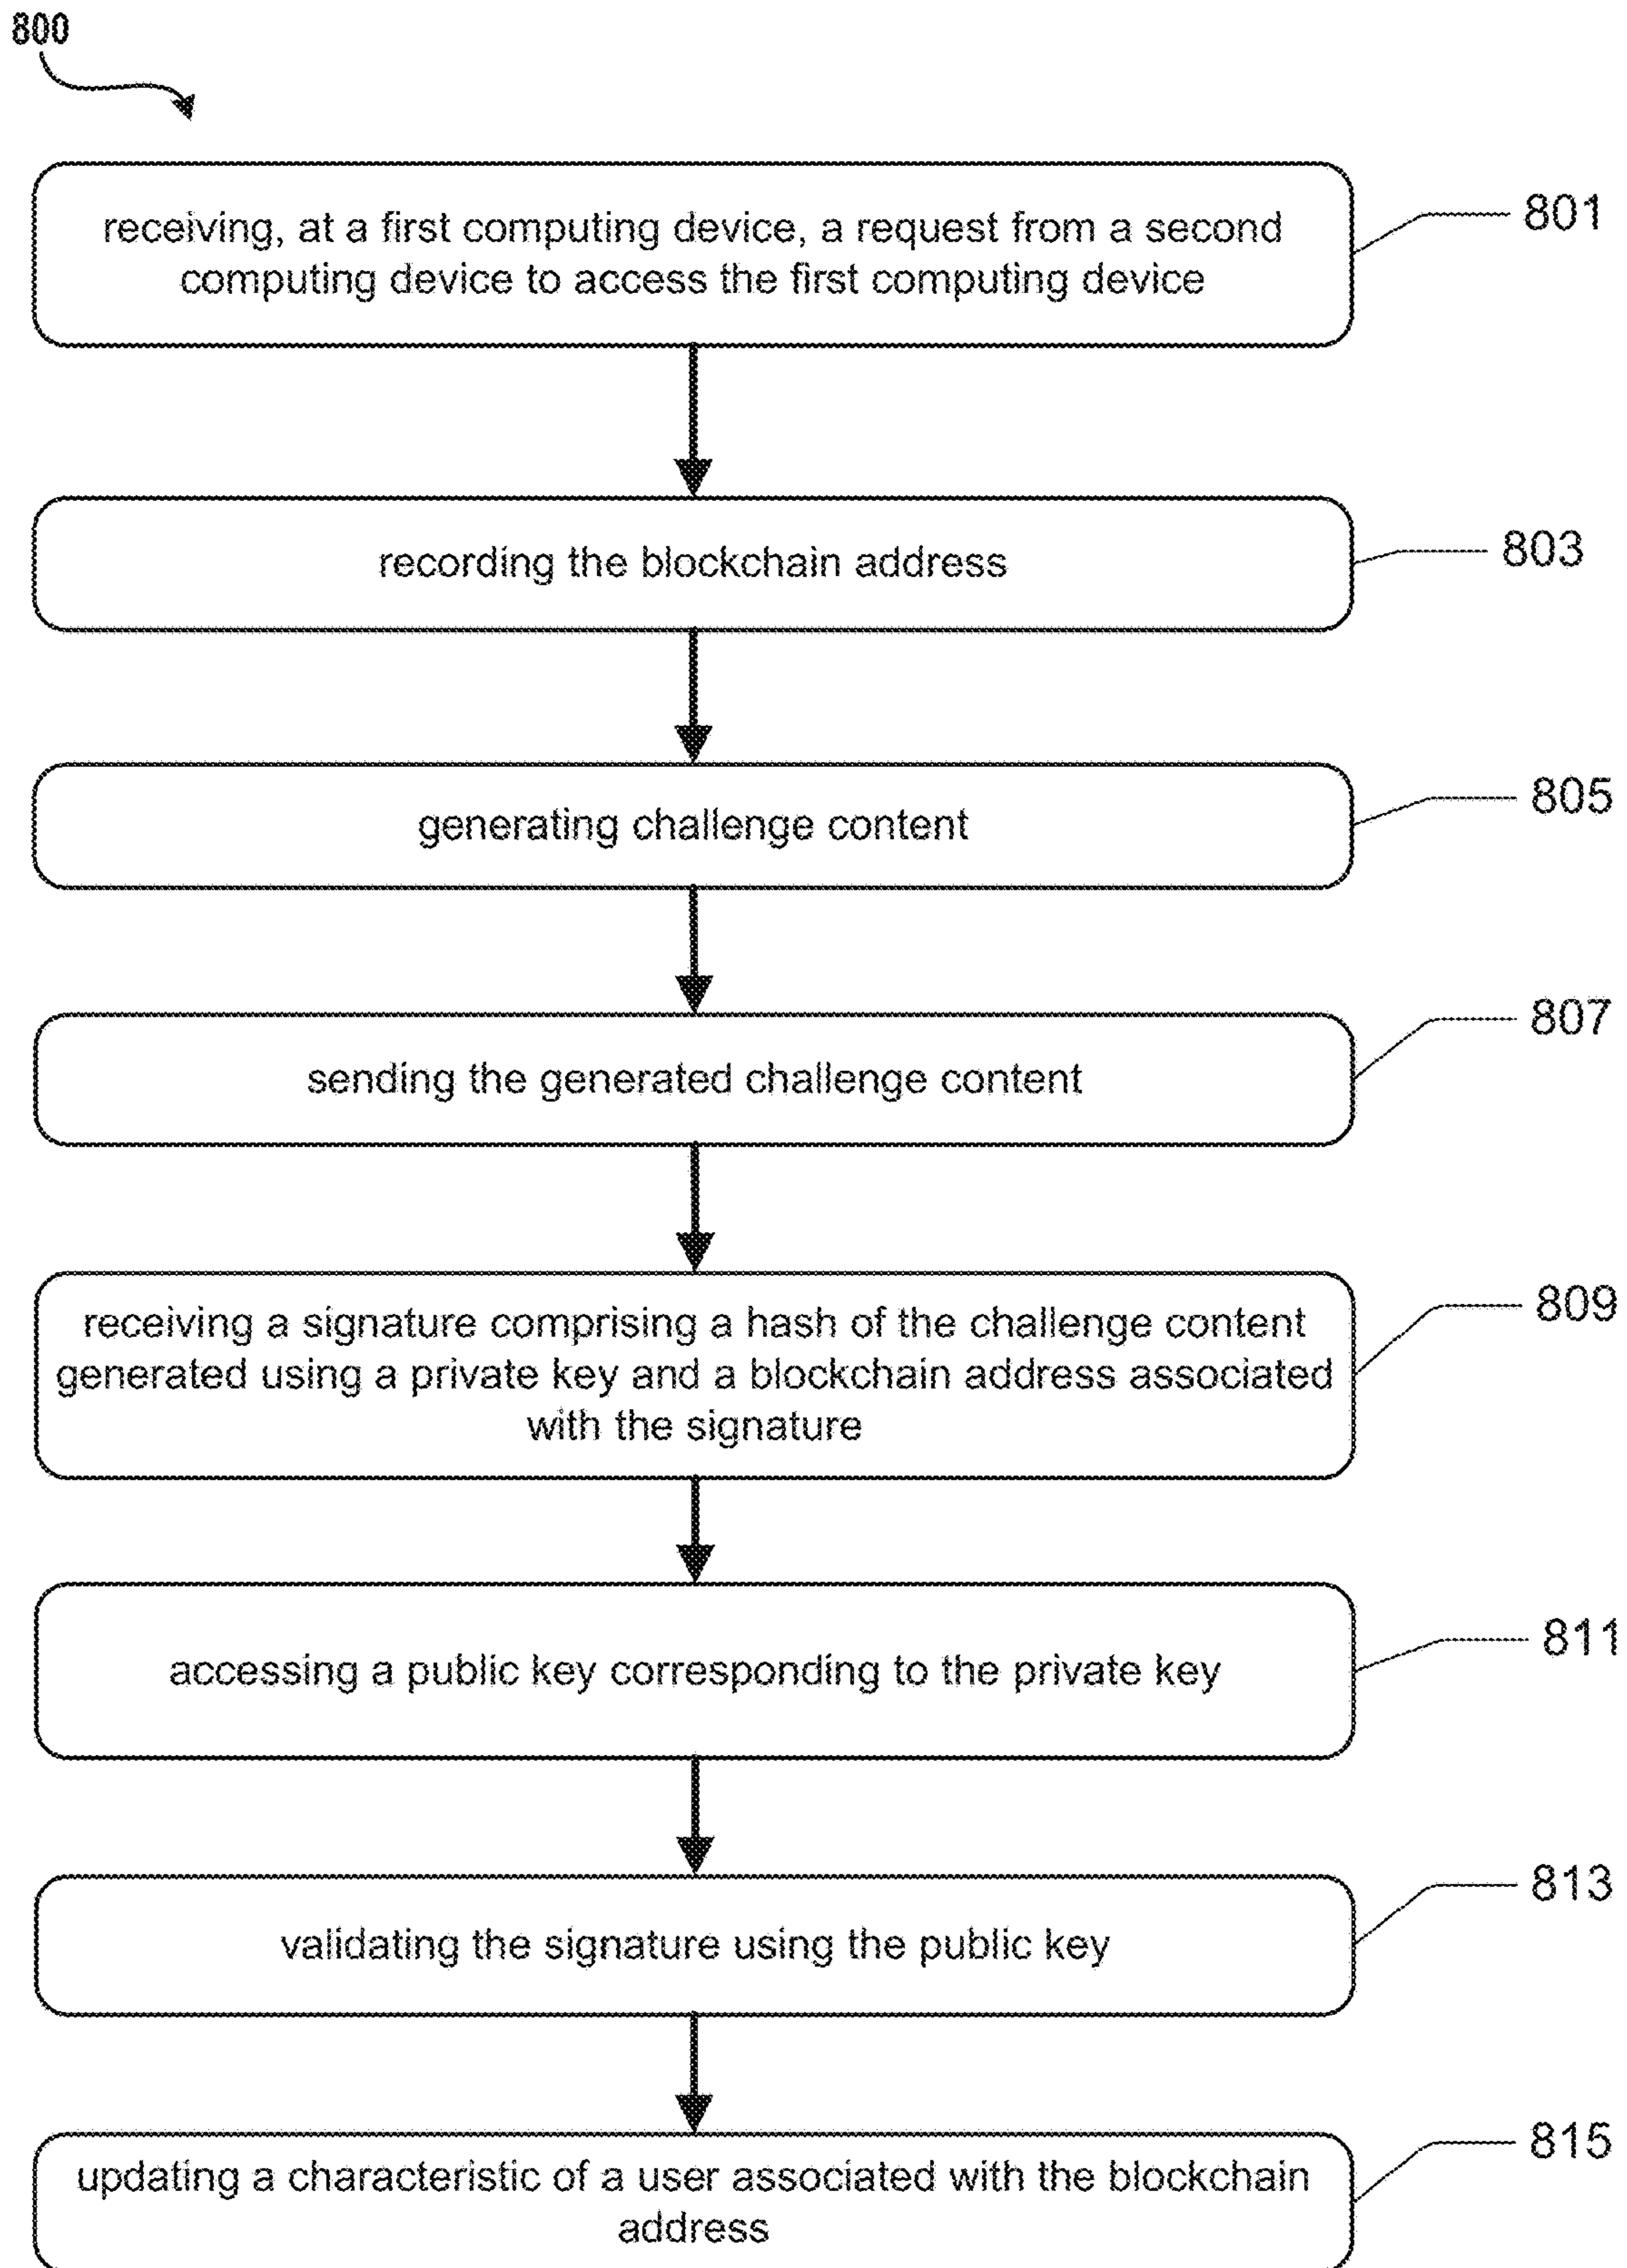 800
receiving, at a first computing device, a request from a second
computing device to access the first computing device
801
recording the blockchain address
803
generating challenge content
805
sending the generated challenge content
807
receiving a signature comprising a hash of the challenge content
generated using a private key and a blockchain address associated
with the signature
809
accessing a public key corresponding to the private key
811
validating the signature using the public key
813
updating a characteristic of a user associated with the blockchain
address
815